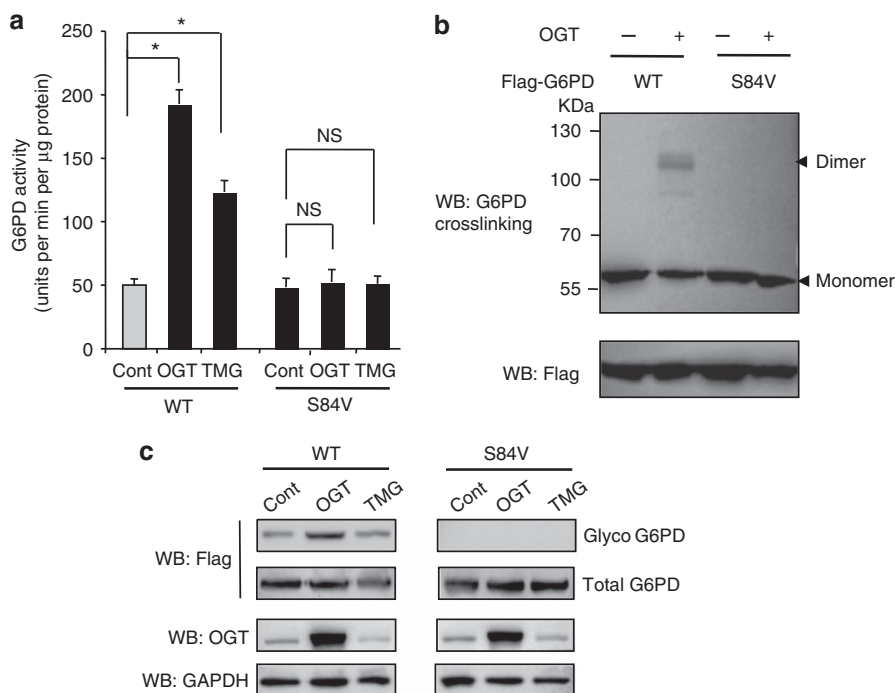 a
250
200
150
100
50
0
G6PD activity
(units per min per μg protein)
*
*
NS
NS
Cont OGT TMG
Cont OGT TMG
WT
S84V
b
OGT − + − +
Flag-G6PD WT S84V
KDa
130
100
70
55
WB: G6PD
crosslinking
Dimer
Monomer
WB: Flag
c
WT S84V
Cont OGT TMG Cont OGT TMG
WB: Flag
Glyco G6PD
Total G6PD
WB: OGT
WB: GAPDH